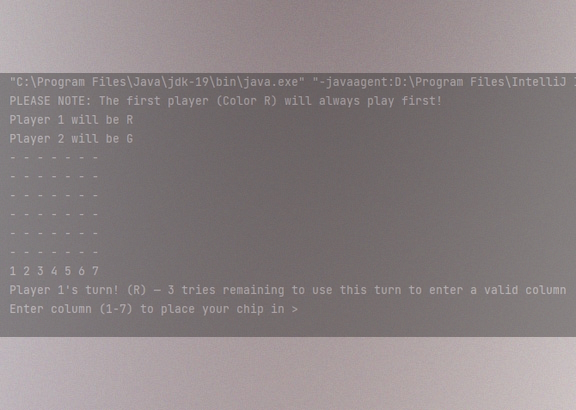 "C:\Program Files\Java\jdk-19\bin\java.exe" "-javaagent:D:\Program Files\IntelliJ
PLEASE NOTE: The first player (Color R) will always play first!
Player 1 will be R
Player 2 will be G
- - - - - - -
- - - - - - -
- - - - - - -
- - - - - - -
- - - - - - -
- - - - - - -
1 2 3 4 5 6 7
Player 1's turn! (R) — 3 tries remaining to use this turn to enter a valid column
Enter column (1-7) to place your chip in >